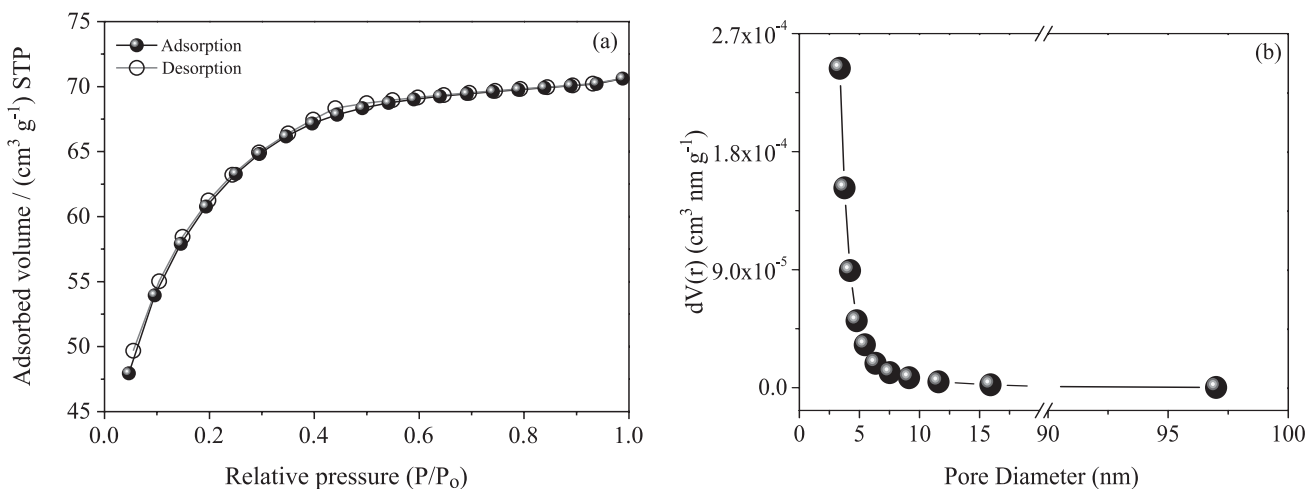 75
70
65
60
55
50
45
0.0 0.2 0.4 0.6 0.8 1.0
Adsorbed volume / (cm³ g⁻¹) STP
Relative pressure (P/Pₒ)
Adsorption
Desorption
(a)
2.7x10⁻⁴
1.8x10⁻⁴
9.0x10⁻⁵
0.0
0 5 10 15 90 95 100
dV(r) (cm³ nm g⁻¹)
Pore Diameter (nm)
(b)